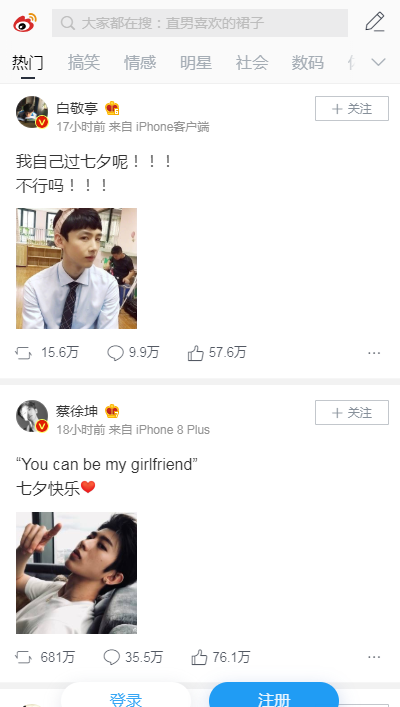 大家都在搜：直男喜欢的裙子
热门 搞笑 情感 明星 社会 数码
白敬亭
＋ 关注
17小时前 来自 iPhone客户端
我自己过七夕呢！！！
不行吗！！！
15.6万 9.9万 57.6万
蔡徐坤
＋ 关注
18小时前 来自 iPhone 8 Plus
“You can be my girlfriend”
七夕快乐❤
681万 35.5万 76.1万
登录 注册